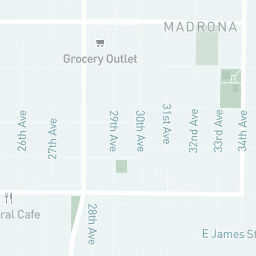 MADRONA
Grocery Outlet
26th Ave
27th Ave
29th Ave
30th Ave
31st Ave
32nd Ave
33rd Ave
34th Ave
ral Cafe
28th Ave
E James St